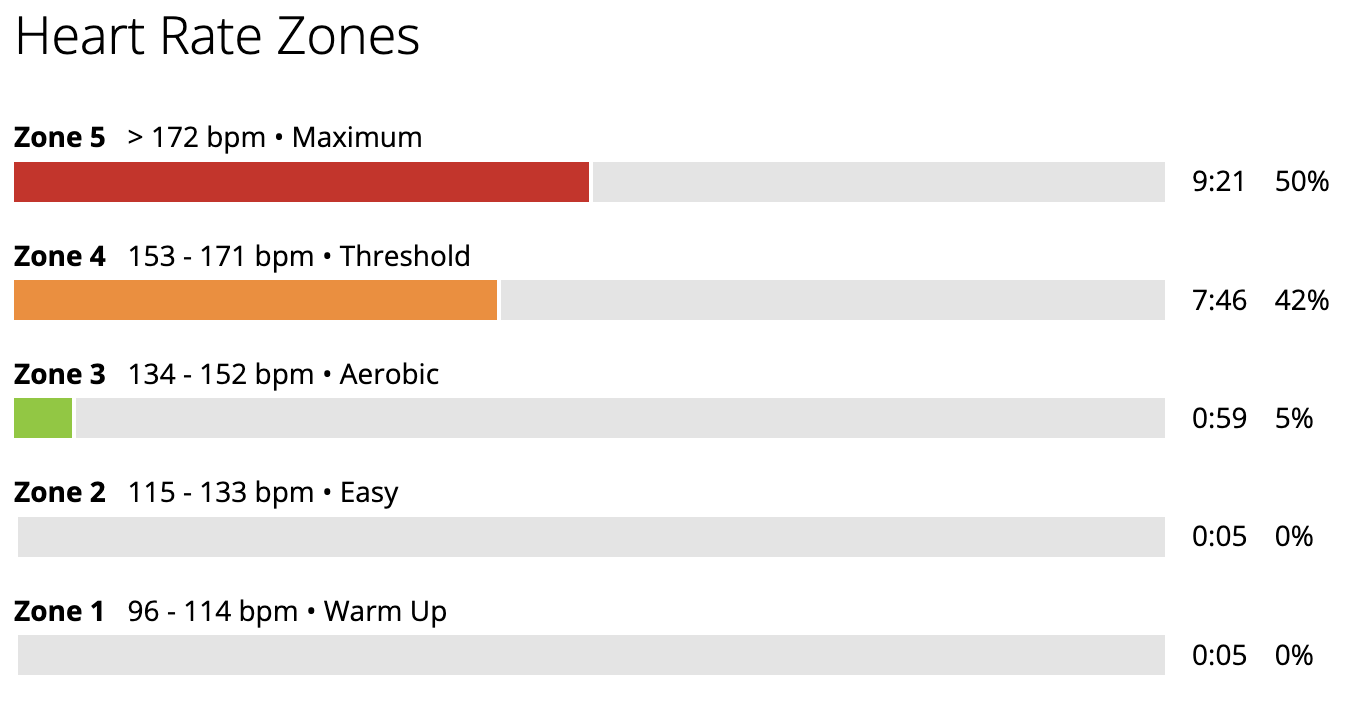 Heart Rate Zones
Zone 5 > 172 bpm • Maximum
9:21 50%
Zone 4 153 - 171 bpm • Threshold
7:46 42%
Zone 3 134 - 152 bpm • Aerobic
0:59 5%
Zone 2 115 - 133 bpm • Easy
0:05 0%
Zone 1 96 - 114 bpm • Warm Up
0:05 0%